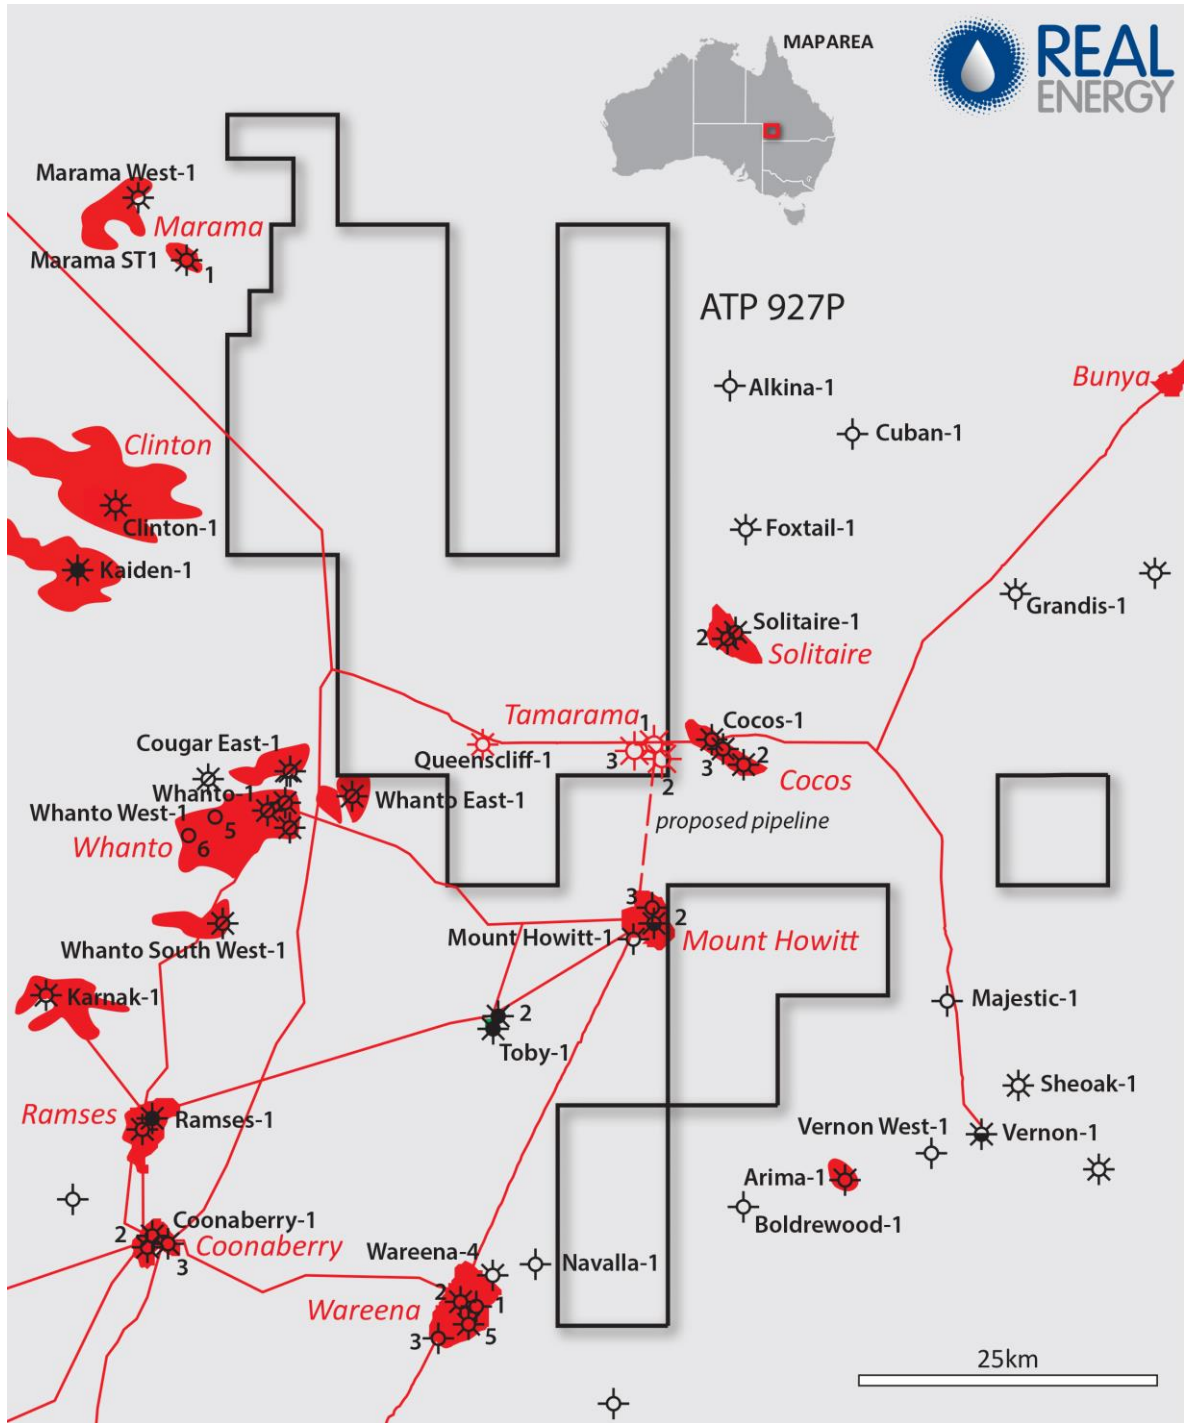 MAPAREA
REAL
ENERGY
Marama West-1
Marama
Marama ST1
1
ATP 927P
Alkina-1
Bunya
Cuban-1
Clinton
Clinton-1
Foxtail-1
Kaiden-1
Grandis-1
Solitaire-1
2
Solitaire
Tamarama
1
Cocos-1
Cougar East-1
Queenscliff-1
3
2
3
2
Cocos
Whanto-1
Whanto East-1
Whanto West-1
5
proposed pipeline
Whanto
6
3
2
Whanto South West-1
Mount Howitt-1
Mount Howitt
Karnak-1
Majestic-1
2
Toby-1
Sheoak-1
Ramses
Ramses-1
Vernon West-1
Vernon-1
Arima-1
Boldrewood-1
Coonaberry-1
2
Coonaberry
3
Wareena-4
Navalla-1
2
1
Wareena
5
3
25km